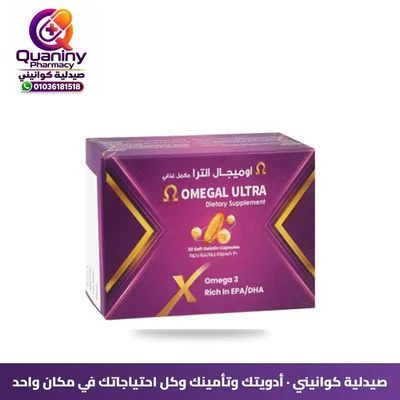 Quaniny
Pharmacy
صيدلية كوانيني
01036181518
اوميجال الترا مكمل غذائي
Ω OMEGAL ULTRA
Dietary Supplement
20 Soft Gelatin Capsules
X
Omega 3
Rich In EPA/DHA
صيدلية كوانيني - أدويتك وتأمينك وكل احتياجاتك في مكان واحد